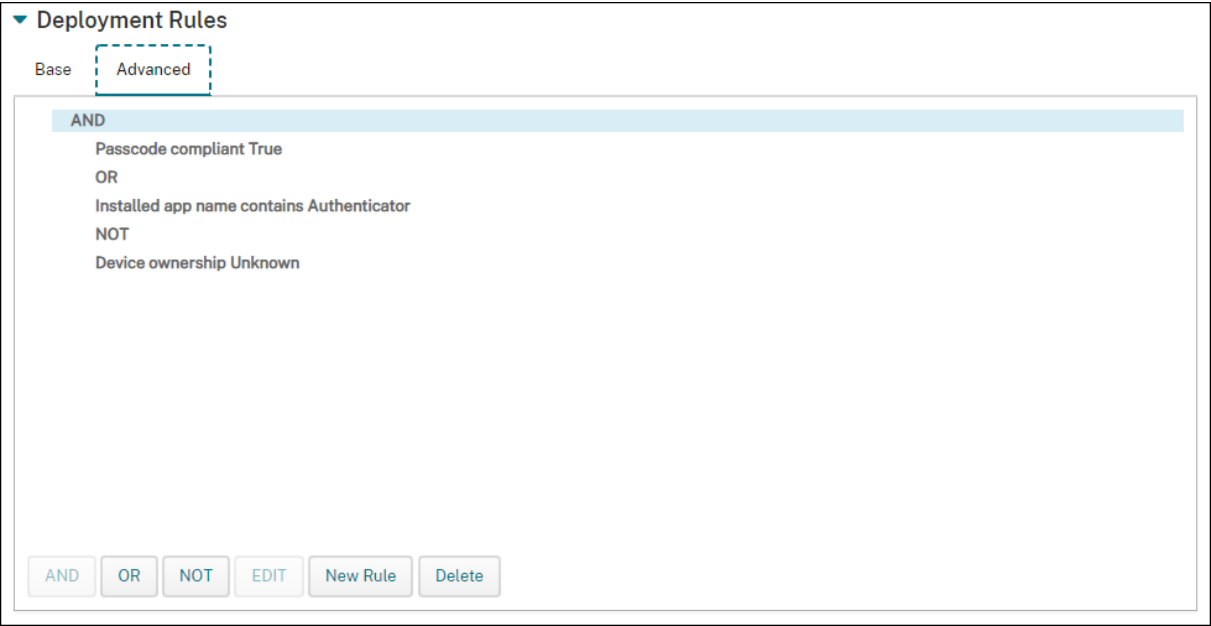 Deployment Rules
Base Advanced
AND
Passcode compliant True
OR
Installed app name contains Authenticator
NOT
Device ownership Unknown
AND OR NOT EDIT New Rule Delete